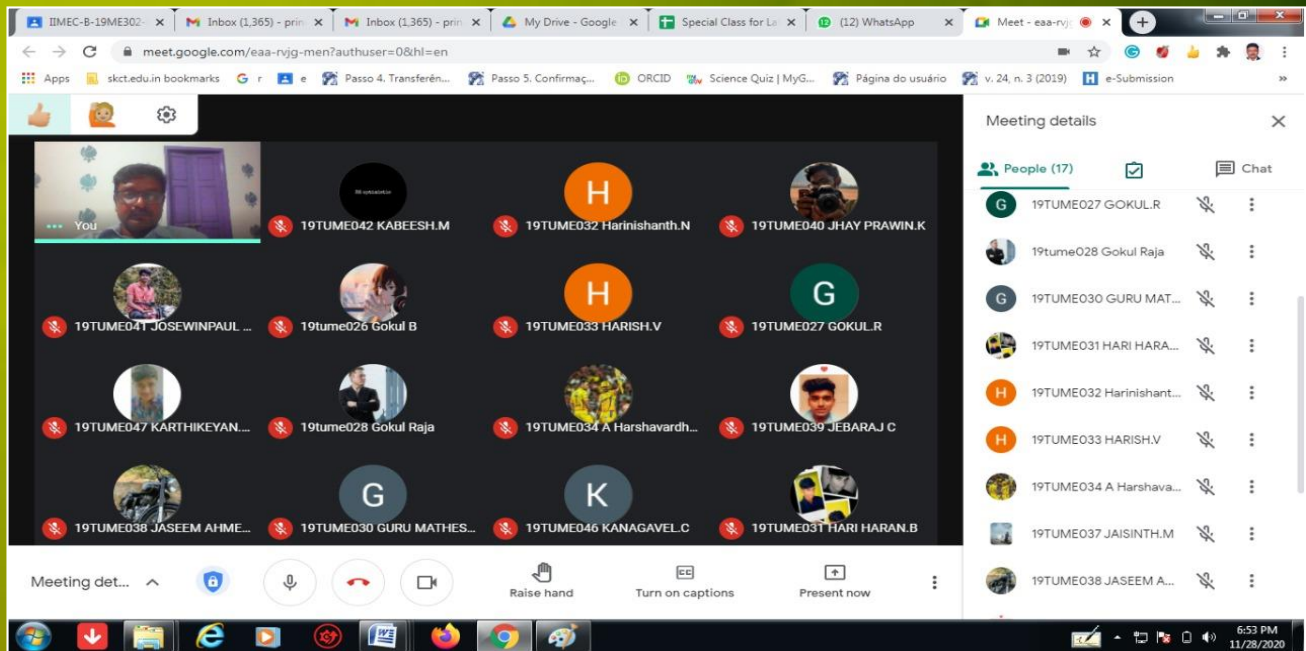 IIMEC-B-19ME302-
Inbox (1,365) - prin
Inbox (1,365) - prin
My Drive - Google
Special Class for La
(12) WhatsApp
Meet - eaa-rvj
meet.google.com/eaa-rvjg-men?authuser=0&hl=en
Apps
skct.edu.in bookmarks
r
e
Passo 4. Transferên...
Passo 5. Confirmaç...
ORCID
Science Quiz | MyG...
Página do usuário
v. 24, n. 3 (2019)
e-Submission
»
You
19TUME042 KABEESH.M
H
19TUME032 Harinishanth.N
19TUME040 JHAY PRAWIN.K
19TUME041 JOSEWINPAUL ...
19tume026 Gokul B
H
19TUME033 HARISH.V
G
19TUME027 GOKUL.R
19TUME047 KARTHIKEYAN....
19tume028 Gokul Raja
19TUME034 A Harshavardh...
19TUME039 JEBARAJ C
19TUME038 JASEEM AHME...
G
19TUME030 GURU MATHES...
K
19TUME046 KANAGAVEL.C
19TUME031 HARI HARAN.B
Meeting details
People (17)
Chat
G
19TUME027 GOKUL.R
19tume028 Gokul Raja
G
19TUME030 GURU MAT...
19TUME031 HARI HARA...
H
19TUME032 Harinishant...
H
19TUME033 HARISH.V
19TUME034 A Harshava...
19TUME037 JAISINTH.M
19TUME038 JASEEM A...
Meeting det...
Raise hand
CC
Turn on captions
Present now
6:53 PM
11/28/2020